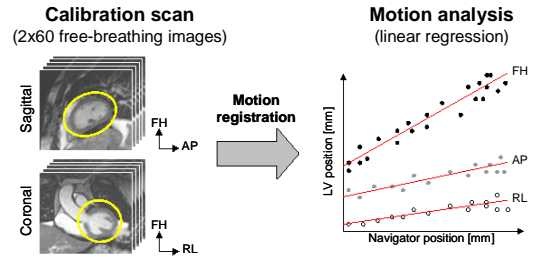 Calibration scan
(2x60 free-breathing images)
Sagittal
FH
AP
Coronal
FH
RL
Motion
registration
Motion analysis
(linear regression)
FH
AP
RL
LV position [mm]
Navigator position [mm]